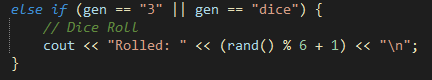 else if (gen == "3" || gen == "dice") {
// Dice Roll
cout << "Rolled: " << (rand() % 6 + 1) << "\n";
}